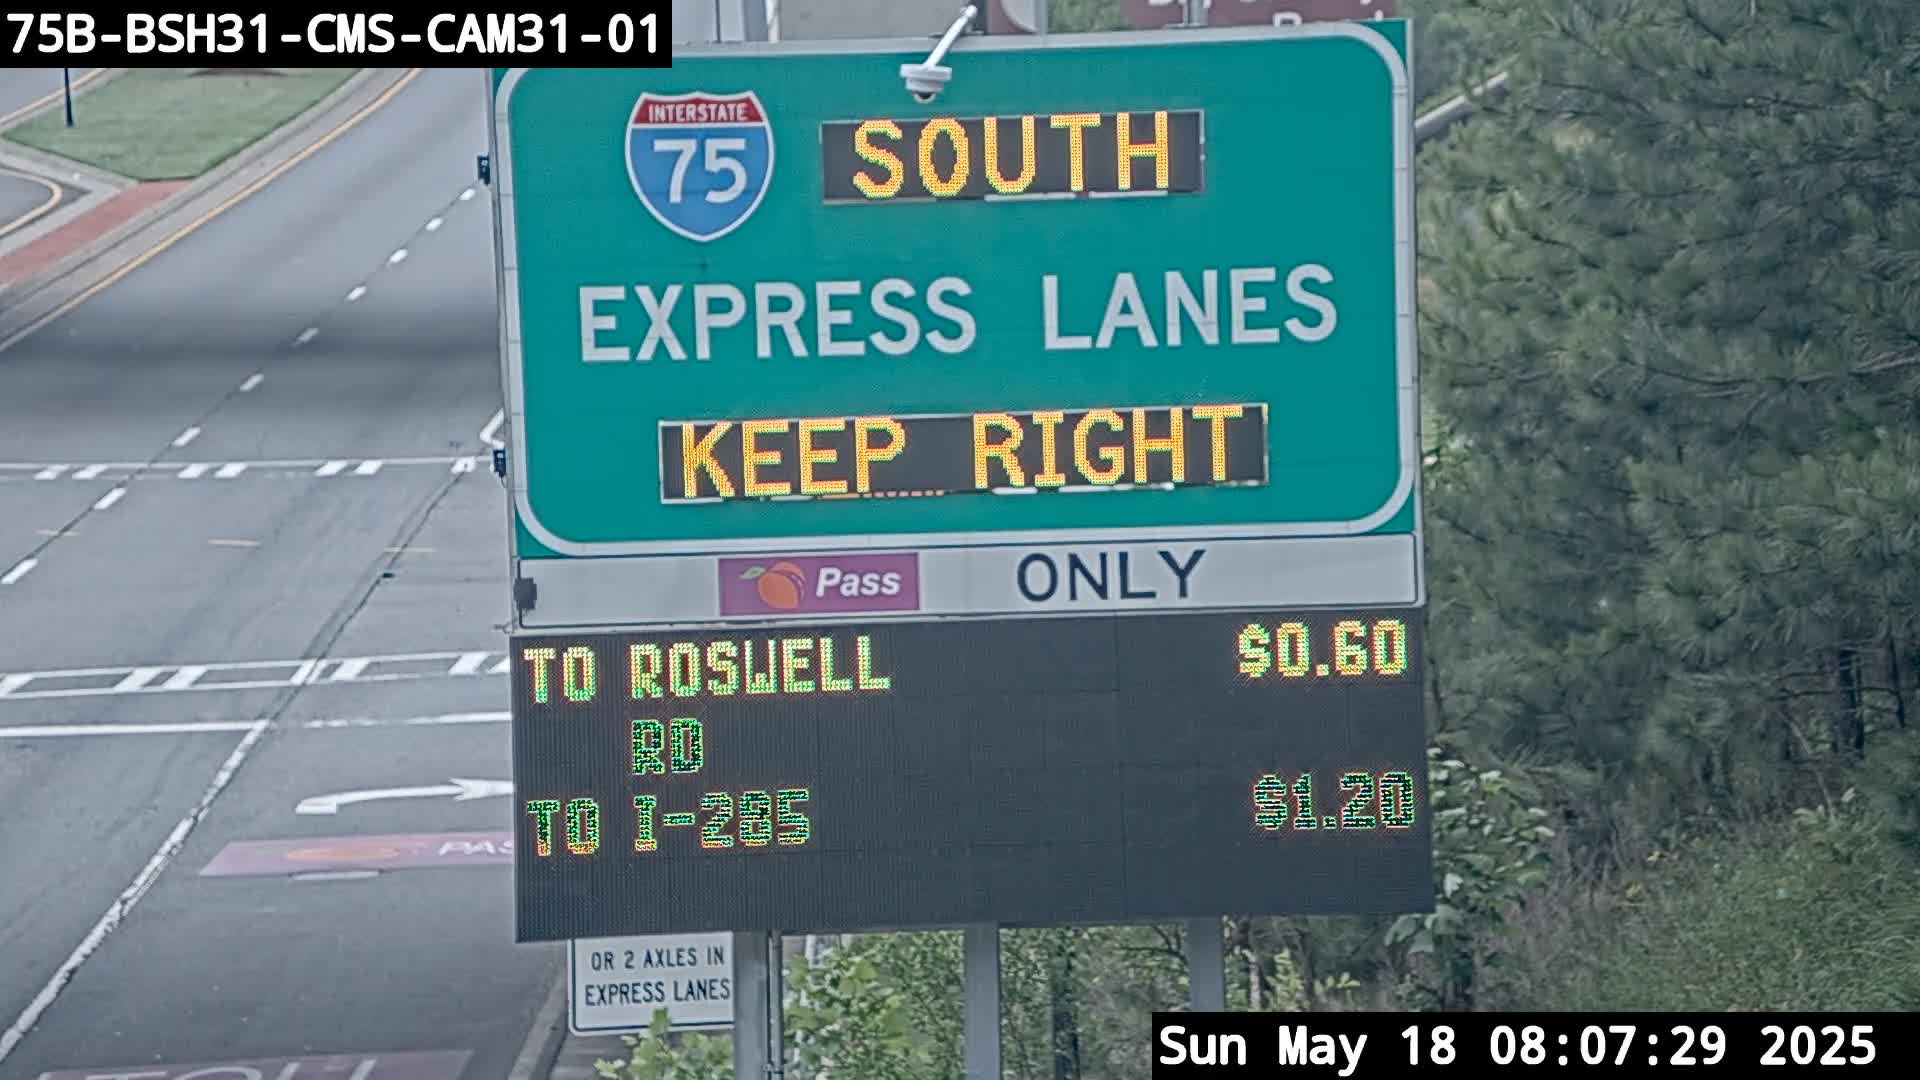 75B-BSH31-CMS-CAM31-01
INTERSTATE
75
SOUTH
EXPRESS LANES
KEEP RIGHT
Pass ONLY
TO ROSWELL $0.60
RD
TO I-285 $1.20
OR 2 AXLES IN
EXPRESS LANES
Sun May 18 08:07:29 2025